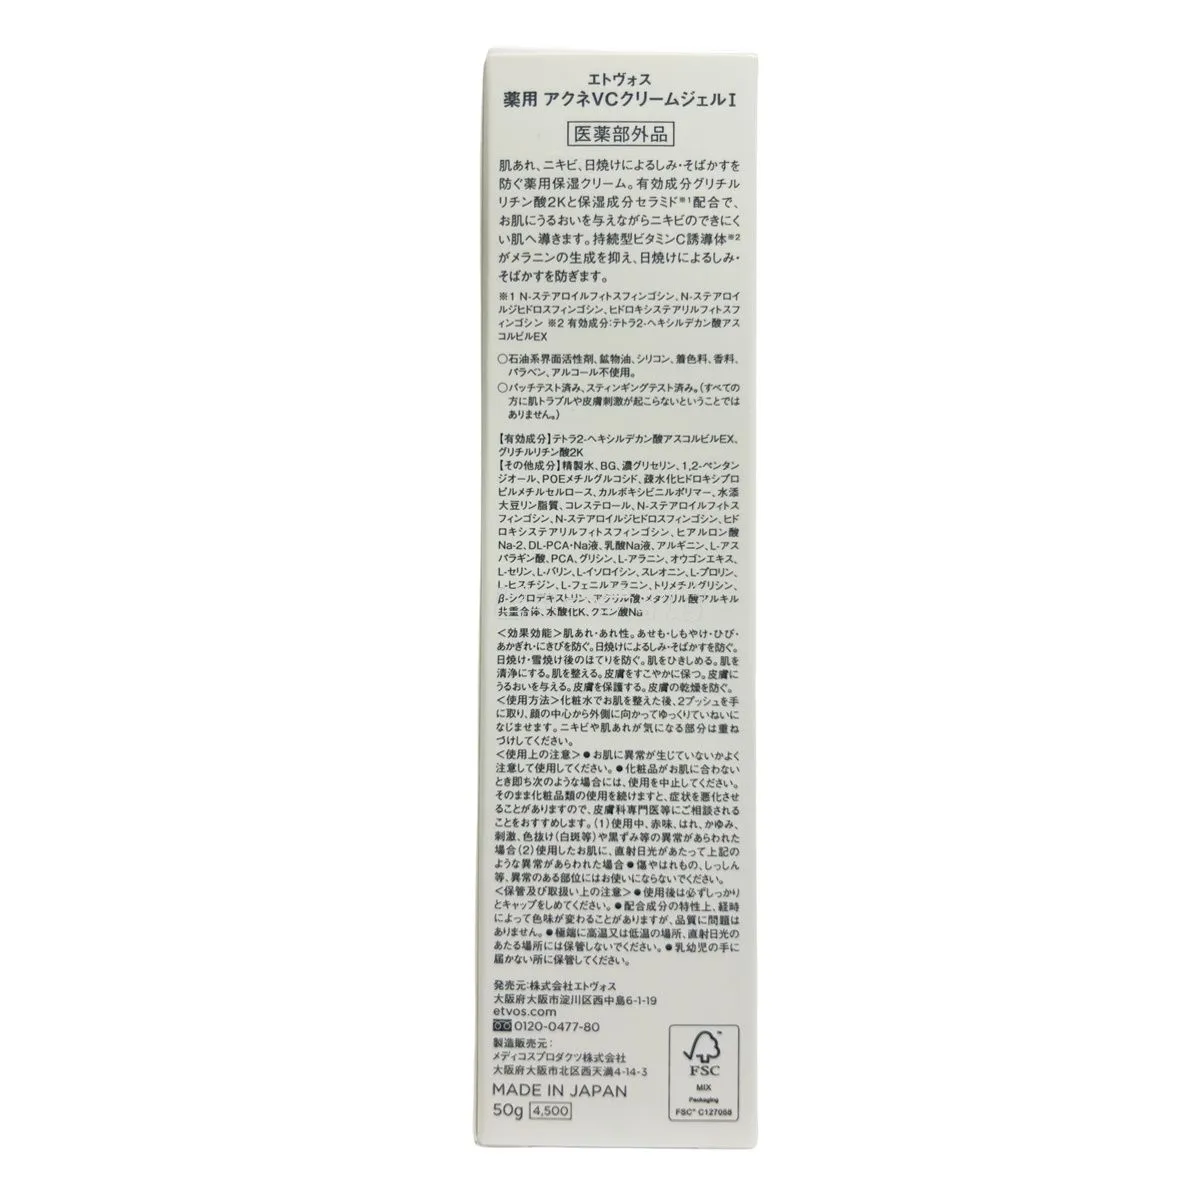 エトヴォス
薬用 アクネVCクリームジェルI
医薬部外品
肌あれ、ニキビ、日焼けによるしみ・そばかすを
防ぐ薬用保湿クリーム。有効成分グリチル
リチン酸2Kと保湿成分セラミド※1配合で、
お肌にうるおいを与えながらニキビのできにく
い肌へ導きます。持続型ビタミンC誘導体※2
がメラニンの生成を抑え、日焼けによるしみ・
そばかすを防ぎます。
※1 N-ステアロイルフィトスフィンゴシン、N-ステアロイ
ルジヒドロスフィンゴシン、ヒドロキシステアリルフィトスフ
ィンゴシン ※2 有効成分:テトラ2-ヘキシルデカン酸アス
コルビルEX
○石油系界面活性剤、鉱物油、シリコン、着色料、香料、
パラベン、アルコール不使用。
○パッチテスト済み、スティンギングテスト済み。(すべての
方に肌トラブルや皮膚刺激が起こらないということでは
ありません。)
【有効成分】テトラ2-ヘキシルデカン酸アスコルビルEX、
グリチルリチン酸2K
【その他成分】精製水、BG、濃グリセリン、1,2-ペンタン
ジオール、POEメチルグルコシド、疎水化ヒドロキシプロ
ピルメチルセルロース、カルボキシビニルポリマー、水添
大豆リン脂質、コレステロール、N-ステアロイルフィトス
フィンゴシン、N-ステアロイルジヒドロスフィンゴシン、ヒド
ロキシステアリルフィトスフィンゴシン、ヒアルロン酸
Na-2、DL-PCA・Na液、乳酸Na液、アルギニン、L-アス
パラギン酸、PCA、グリシン、L-アラニン、オウゴンエキス、
L-セリン、L-バリン、L-イソロイシン、スレオニン、L-プロリン、
L-ヒスチジン、L-フェニルアラニン、トリメチルグリシン、
β-シクロデキストリン、アクリル酸・メタクリル酸アルキル
共重合体、水酸化K、クエン酸Na
＜効果効能＞肌あれ・あれ性。あせも・しもやけ・ひび・
あかぎれ・にきびを防ぐ。日焼けによるしみ・そばかすを防ぐ。
日焼け・雪焼け後のほてりを防ぐ。肌をひきしめる。肌を
清浄にする。肌を整える。皮膚をすこやかに保つ。皮膚に
うるおいを与える。皮膚を保護する。皮膚の乾燥を防ぐ。
＜使用方法＞化粧水でお肌を整えた後、2プッシュを手
に取り、顔の中心から外側に向かってゆっくりていねいに
なじませます。ニキビや肌あれが気になる部分は重ね
づけしてください。
＜使用上の注意＞●お肌に異常が生じていないかよく
注意して使用してください。●化粧品がお肌に合わない
とき即ち次のような場合には、使用を中止してください。
そのまま化粧品類の使用を続けますと、症状を悪化させ
ることがありますので、皮膚科専門医等にご相談される
ことをおすすめします。(1)使用中、赤味、はれ、かゆみ、
刺激、色抜け(白斑等)や黒ずみ等の異常があらわれた
場合(2)使用したお肌に、直射日光があたって上記の
ような異常があらわれた場合●傷やはれもの、しっしん
等、異常のある部位にはお使いにならないでください。
＜保管及び取扱い上の注意＞●使用後は必ずしっかり
とキャップをしめてください。●配合成分の特性上、経時
によって色味が変わることがありますが、品質に問題は
ありません。●極端に高温又は低温の場所、直射日光の
あたる場所には保管しないでください。●乳幼児の手に
届かない所に保管してください。
発売元:株式会社エトヴォス
大阪府大阪市淀川区西中島6-1-19
etvos.com
0120-0477-80
製造販売元:
メディコスプロダクツ株式会社
大阪府大阪市北区西天満4-14-3
MADE IN JAPAN
50g 4,500
FSC
MIX
Packaging
FSC® C127088